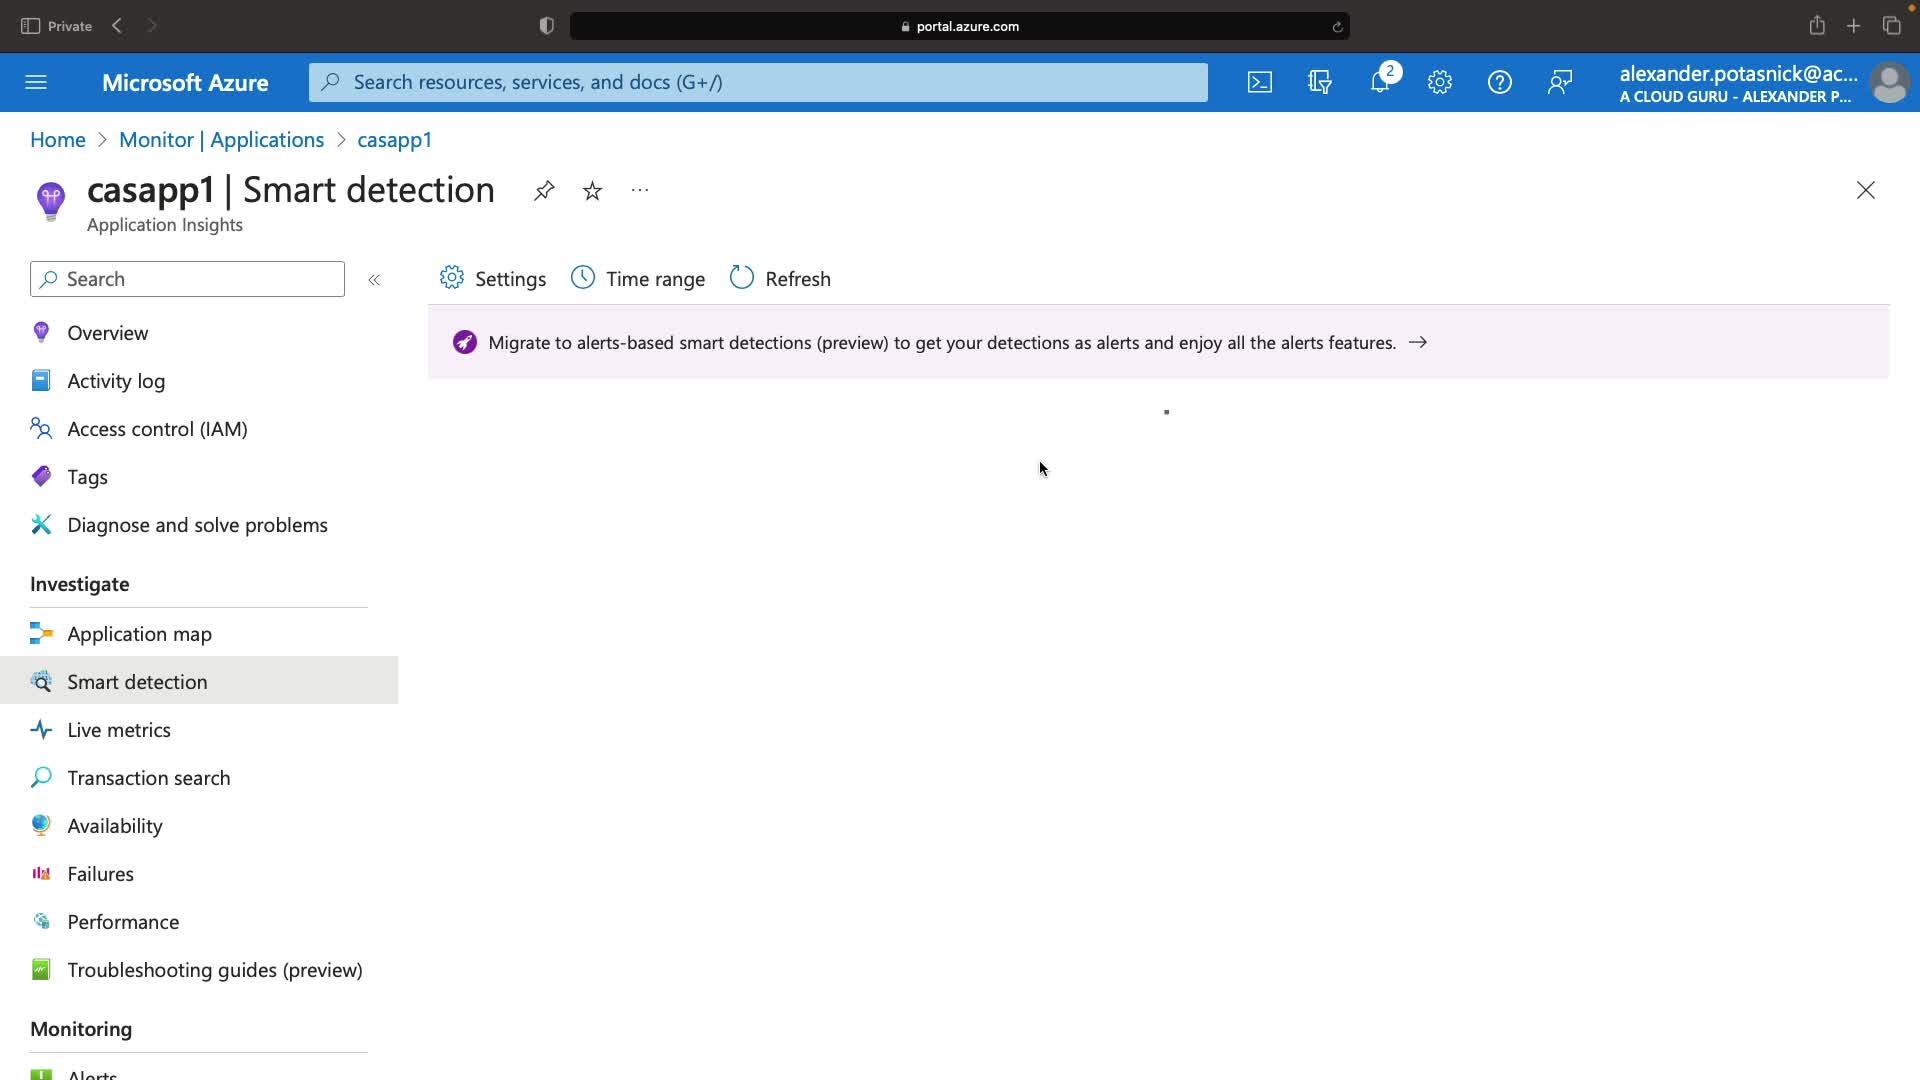 Private
portal.azure.com
Microsoft Azure
Search resources, services, and docs (G+/)
2
alexander.potasnick@ac...
A CLOUD GURU - ALEXANDER P...
Home > Monitor | Applications > casapp1
casapp1 | Smart detection
Application Insights
Search
Settings
Time range
Refresh
Migrate to alerts-based smart detections (preview) to get your detections as alerts and enjoy all the alerts features. →
Overview
Activity log
Access control (IAM)
Tags
Diagnose and solve problems
Investigate
Application map
Smart detection
Live metrics
Transaction search
Availability
Failures
Performance
Troubleshooting guides (preview)
Monitoring
Alerts